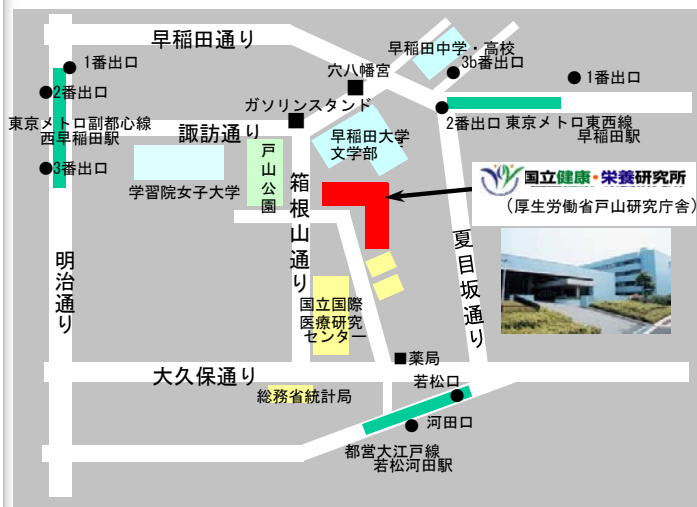 早稲田通り
早稲田中学・高校
3b番出口
1番出口
穴八幡宮
1番出口
2番出口
ガソリンスタンド
2番出口
東京メトロ東西線
早稲田駅
東京メトロ副都心線
西早稲田駅
諏訪通り
早稲田大学
文学部
戸山公園
3番出口
学習院女子大学
箱根山通り
国立健康・栄養研究所
(厚生労働省戸山研究庁舎)
明治通り
夏目坂通り
国立国際
医療研究
センター
薬局
大久保通り
若松口
総務省統計局
河田口
都営大江戸線
若松河田駅